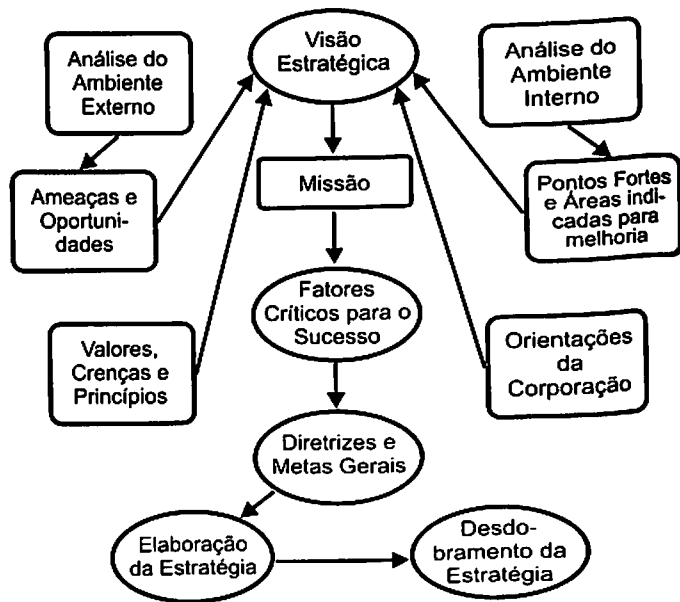 Visão
Estratégica
Análise do
Ambiente
Externo
Análise do
Ambiente
Interno
Ameaças e
Oportuni-
dades
Missão
Pontos Fortes
e Áreas indi-
cadas para
melhoria
Fatores
Críticos para o
Sucesso
Valores,
Crenças e
Princípios
Orientações
da
Corporação
Diretrizes e
Metas Gerais
Elaboração
da Estratégia
Desdo-
bramento da
Estratégia